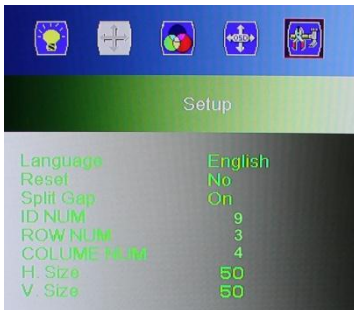 OSD
Setup
Language English
Reset No
Split Gap On
ID NUM 9
ROW NUM 3
COLUME NUM 4
H. Size 50
V. Size 50